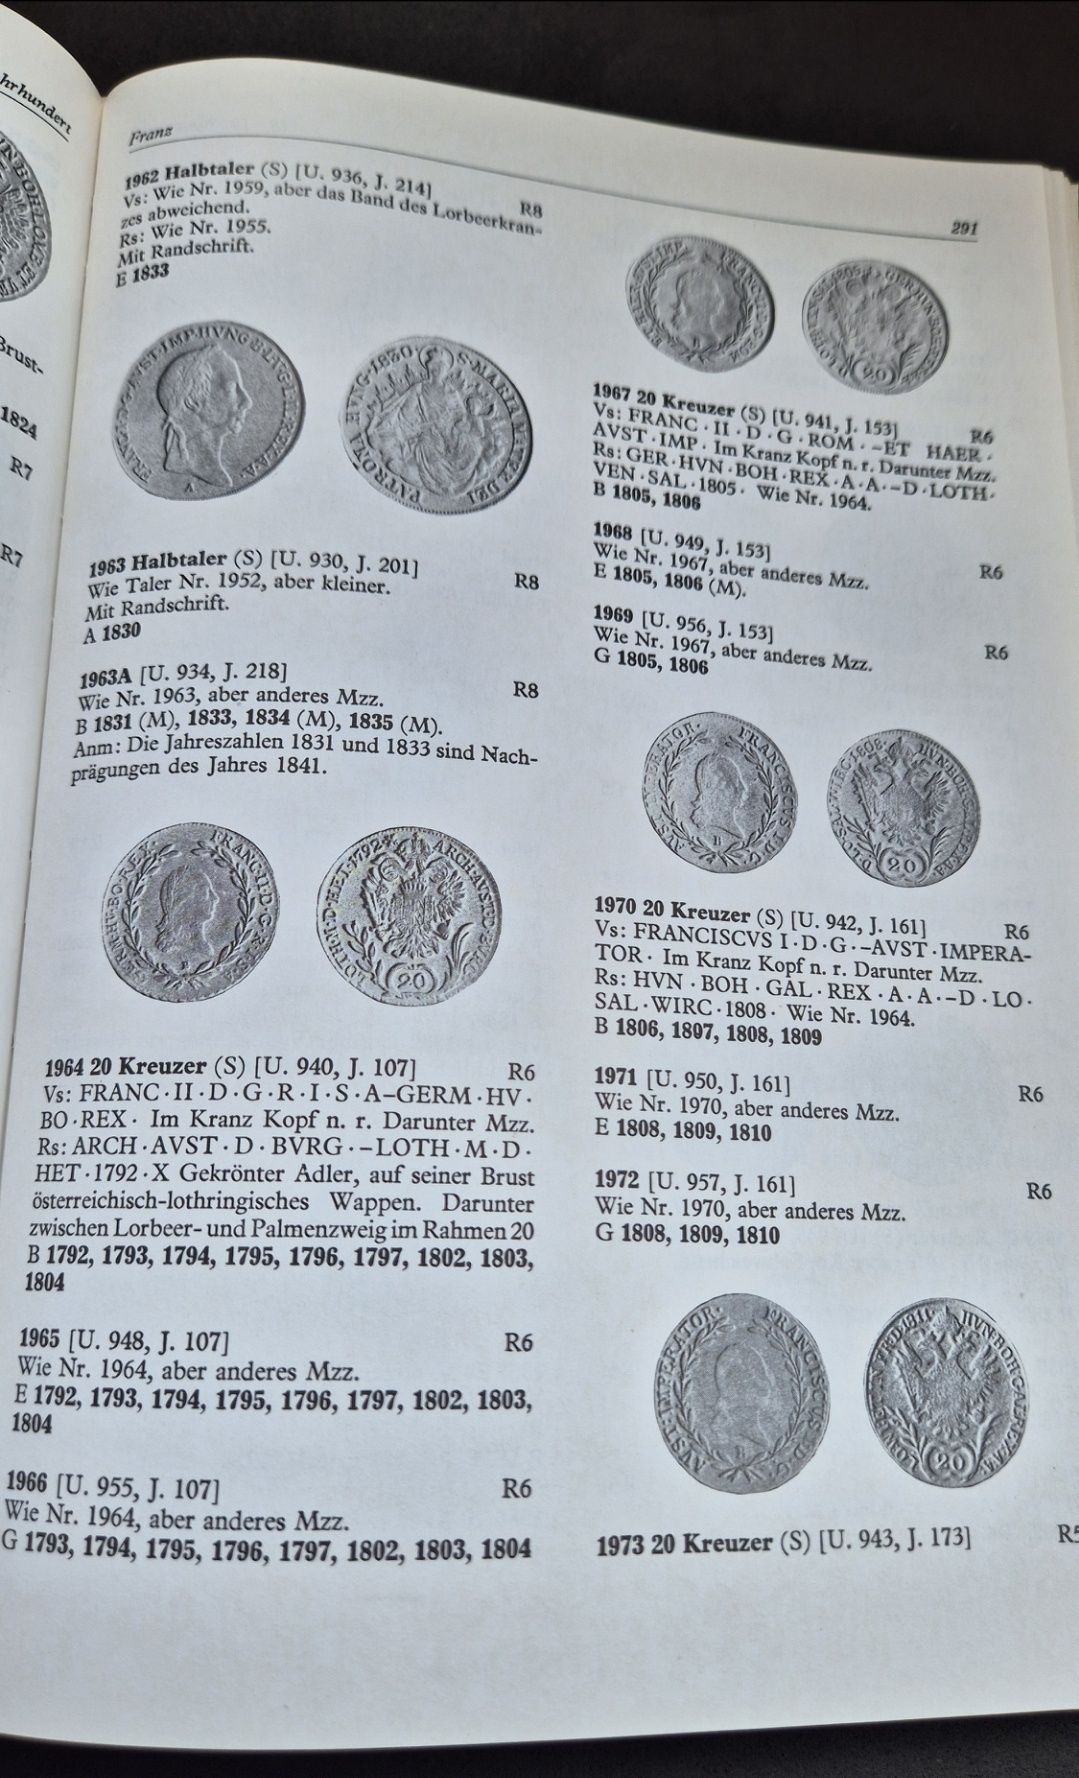 hrhundert
Brust-
1824
R7
R7
Franz
291
1962 Halbtaler (S) [U. 936, J. 214]
R8
Vs: Wie Nr. 1959, aber das Band des Lorbeerkran-
zes abweichend.
Rs: Wie Nr. 1955.
Mit Randschrift.
E 1833
1963 Halbtaler (S) [U. 930, J. 201]
R8
Wie Taler Nr. 1952, aber kleiner.
Mit Randschrift.
A 1830
1963A [U. 934, J. 218]
R8
Wie Nr. 1963, aber anderes Mzz.
B 1831 (M), 1833, 1834 (M), 1835 (M).
Anm: Die Jahreszahlen 1831 und 1833 sind Nach-
prägungen des Jahres 1841.
1964 20 Kreuzer (S) [U. 940, J. 107]
R6
Vs: FRANC·II·D·G·R·I·S·A–GERM·HV·
BO·REX· Im Kranz Kopf n. r. Darunter Mzz.
Rs: ARCH·AVST·D·BVRG·–LOTH·M·D·
HET·1792·X Gekrönter Adler, auf seiner Brust
österreichisch-lothringisches Wappen. Darunter
zwischen Lorbeer- und Palmenzweig im Rahmen 20
B 1792, 1793, 1794, 1795, 1796, 1797, 1802, 1803,
1804
1965 [U. 948, J. 107]
R6
Wie Nr. 1964, aber anderes Mzz.
E 1792, 1793, 1794, 1795, 1796, 1797, 1802, 1803,
1804
1966 [U. 955, J. 107]
R6
Wie Nr. 1964, aber anderes Mzz.
G 1793, 1794, 1795, 1796, 1797, 1802, 1803, 1804
1967 20 Kreuzer (S) [U. 941, J. 153]
R6
Vs: FRANC·II·D·G·ROM·–ET HAER·
AVST·IMP. Im Kranz Kopf n. r. Darunter Mzz.
Rs: GER·HVN·BOH·REX·A·A·–D·LOTH·
VEN·SAL·1805· Wie Nr. 1964.
B 1805, 1806
1968 [U. 949, J. 153]
R6
Wie Nr. 1967, aber anderes Mzz.
E 1805, 1806 (M).
1969 [U. 956, J. 153]
R6
Wie Nr. 1967, aber anderes Mzz.
G 1805, 1806
1970 20 Kreuzer (S) [U. 942, J. 161]
R6
Vs: FRANCISCVS I·D·G·–AVST·IMPERA-
TOR· Im Kranz Kopf n. r. Darunter Mzz.
Rs: HVN·BOH·GAL·REX·A·A·–D·LO·
SAL·WIRC·1808· Wie Nr. 1964.
B 1806, 1807, 1808, 1809
1971 [U. 950, J. 161]
R6
Wie Nr. 1970, aber anderes Mzz.
E 1808, 1809, 1810
1972 [U. 957, J. 161]
R6
Wie Nr. 1970, aber anderes Mzz.
G 1808, 1809, 1810
1973 20 Kreuzer (S) [U. 943, J. 173]
R5